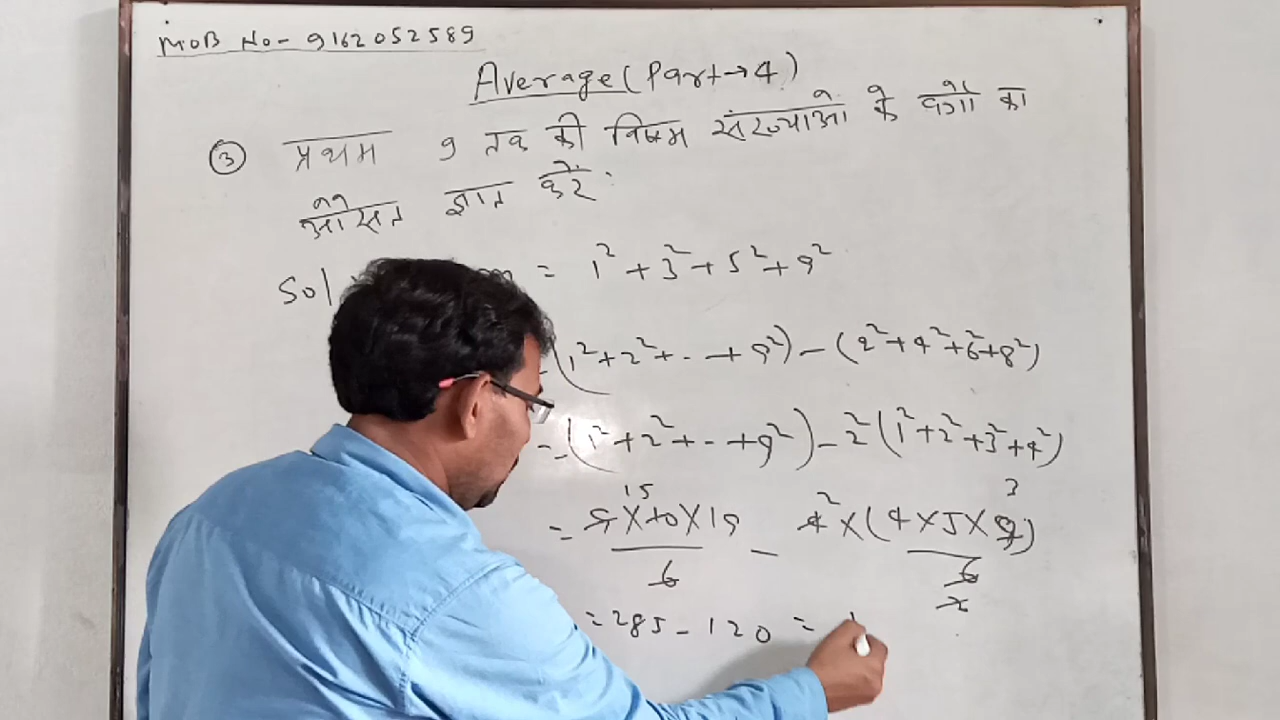 MOB No- 9162052589
Average (Part→4)
③ प्रथम 9 तक की विषम संख्याओं के वर्गों का
औसत ज्ञात करें:
Sol = 1² + 3² + 5² + 9²
(1² + 2² + - - + 9²) - (2² + 4² + 6² + 8²)
= (1² + 2² + - - + 9²) - 2² (1² + 2² + 3² + 4²)
15 2 3
= 9 × 10 × 19 / 6 - 4 × (4 × 5 × 9) / 6
2
= 285 - 120 = 1